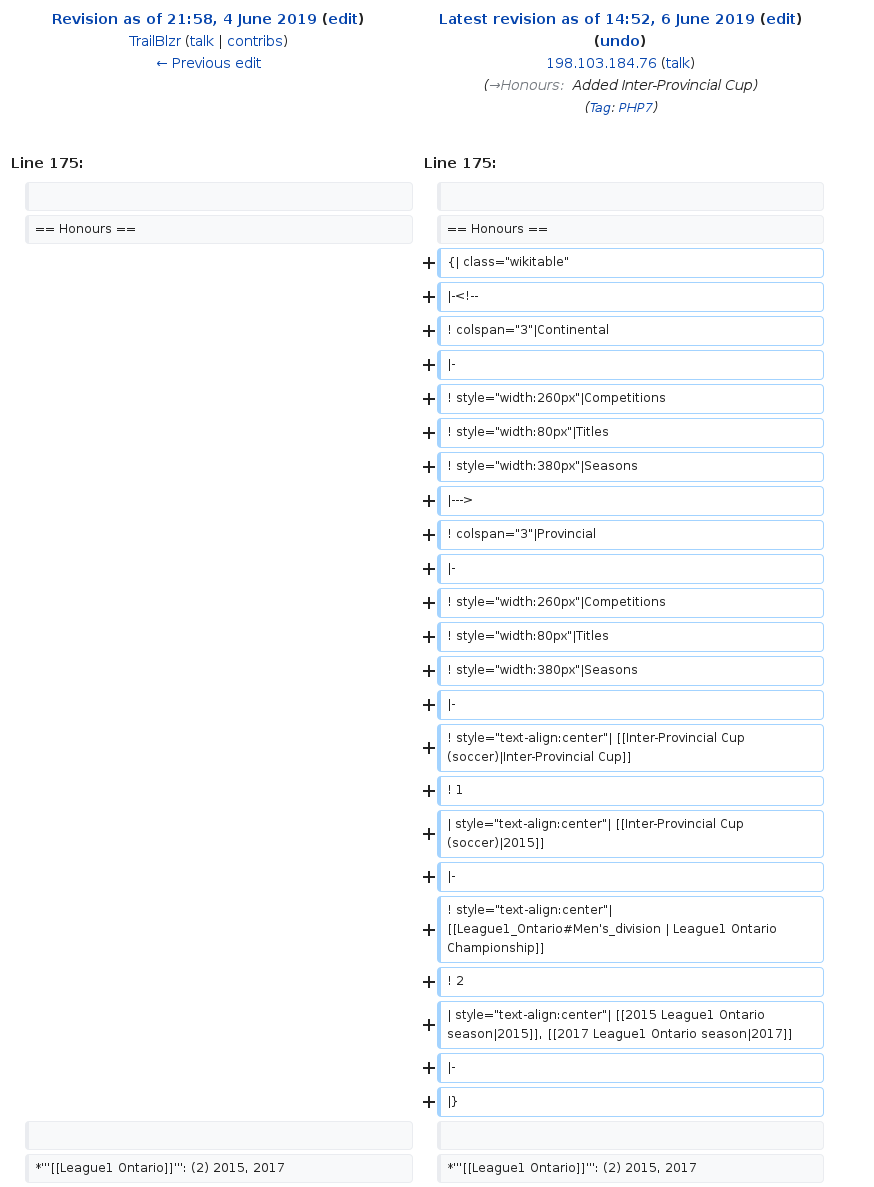 Revision as of 21:58, 4 June 2019 (edit)
TrailBlzr (talk | contribs)
← Previous edit
Latest revision as of 14:52, 6 June 2019 (edit)
(undo)
198.103.184.76 (talk)
(→Honours: Added Inter-Provincial Cup)
(Tag: PHP7)
Line 175:
Line 175:
== Honours ==
== Honours ==
+ {| class="wikitable"
+ |-<!--
+ ! colspan="3"|Continental
+ |-
+ ! style="width:260px"|Competitions
+ ! style="width:80px"|Titles
+ ! style="width:380px"|Seasons
+ |--->
+ ! colspan="3"|Provincial
+ |-
+ ! style="width:260px"|Competitions
+ ! style="width:80px"|Titles
+ ! style="width:380px"|Seasons
+ |-
+ ! style="text-align:center"| [[Inter-Provincial Cup
(soccer)|Inter-Provincial Cup]]
+ ! 1
+ | style="text-align:center"| [[Inter-Provincial Cup
(soccer)|2015]]
+ |-
+ ! style="text-align:center"|
[[League1_Ontario#Men's_division | League1 Ontario
Championship]]
+ ! 2
+ | style="text-align:center"| [[2015 League1 Ontario
season|2015]], [[2017 League1 Ontario season|2017]]
+ |-
+ |}
*'''[[League1 Ontario]]''': (2) 2015, 2017
*'''[[League1 Ontario]]''': (2) 2015, 2017